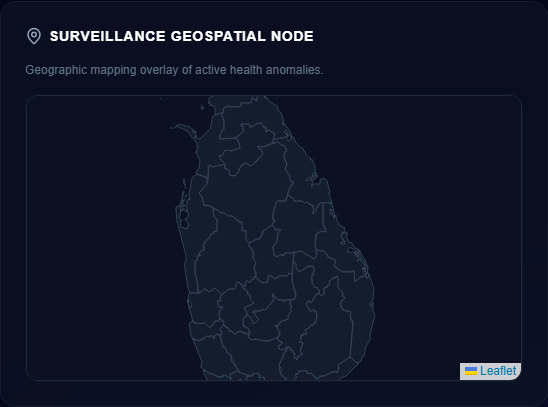 SURVEILLANCE GEOSPATIAL NODE
Geographic mapping overlay of active health anomalies.
Leaflet